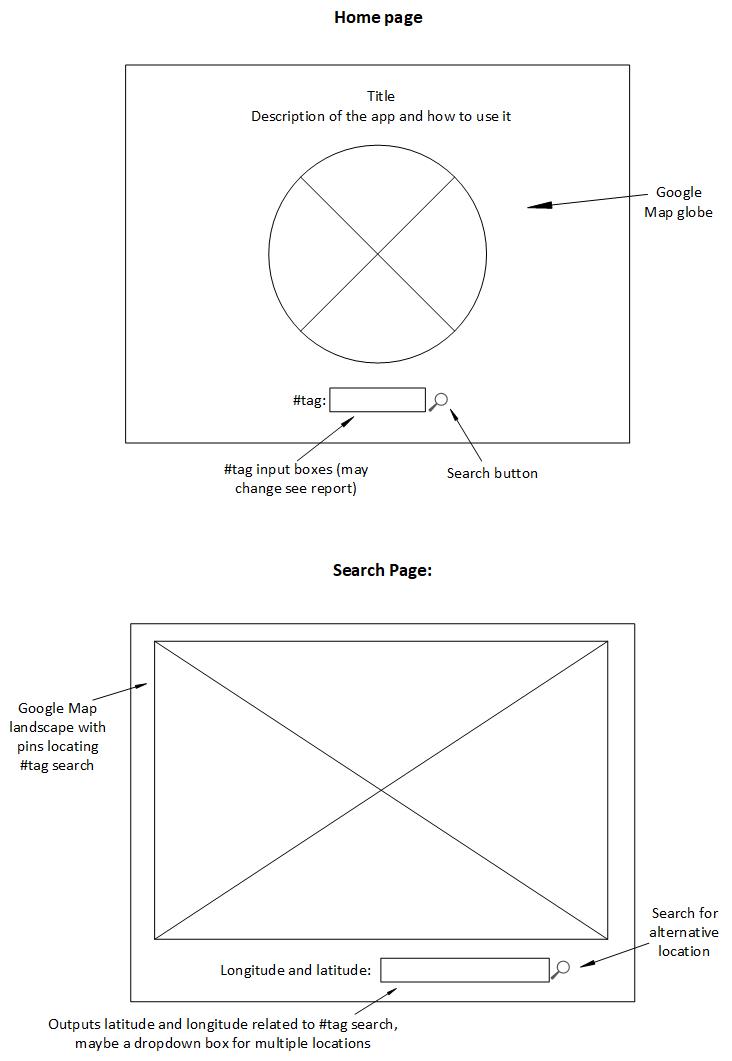 Home page
Title
Description of the app and how to use it
Google
Map globe
#tag:
#tag input boxes (may
change see report)
Search button
Search Page:
Google Map
landscape with
pins locating
#tag search
Search for
alternative
location
Longitude and latitude:
Outputs latitude and longitude related to #tag search,
maybe a dropdown box for multiple locations